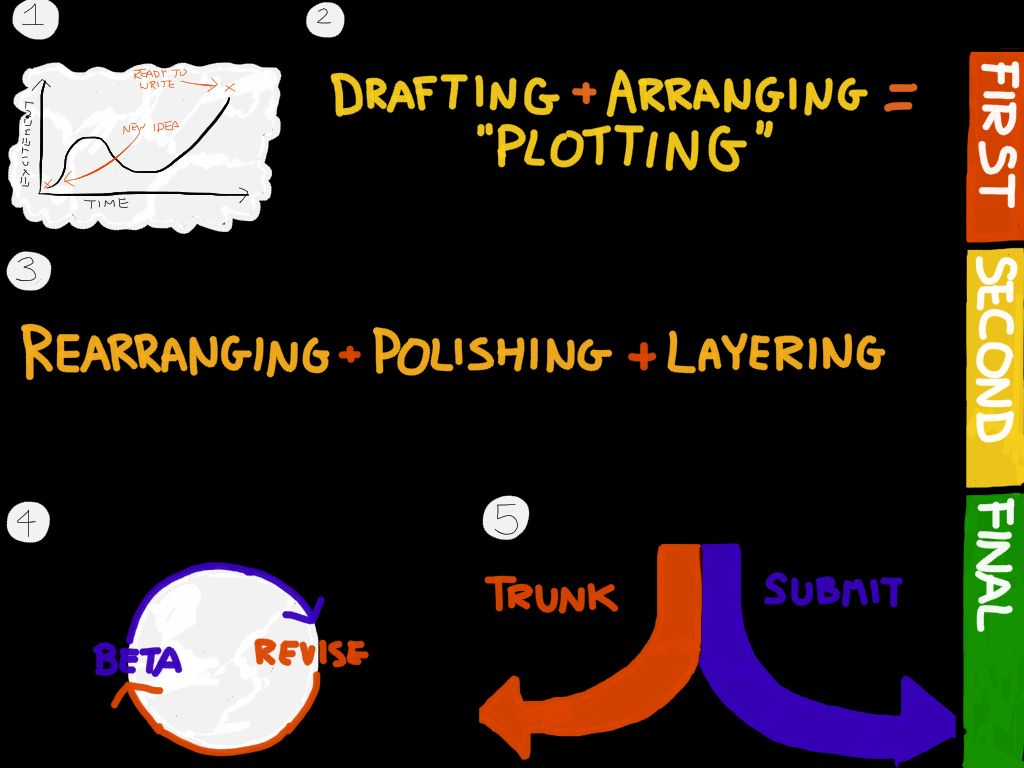 1
READY TO
WRITE
NEW IDEA
EXCITEMENT
TIME
2
DRAFTING + ARRANGING =
"PLOTTING"
3
REARRANGING + POLISHING + LAYERING
4
BETA
REVISE
5
TRUNK
SUBMIT
FIRST
SECOND
FINAL